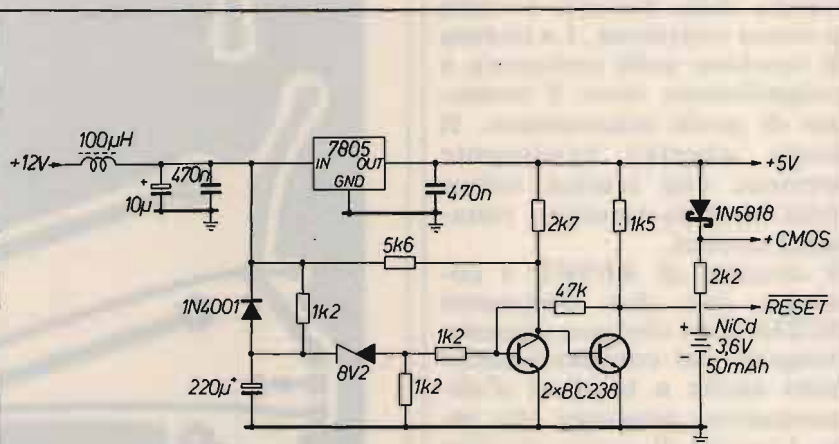 100µH
+12V
470n
10µ
7805
IN OUT
GND
470n
+5V
2k7
1k5
1N5818
+CMOS
5k6
2k2
1N4001
1k2
47k
RESET
8V2
1k2
NiCd
3,6V
50mAh
220µ
1k2
2×BC238